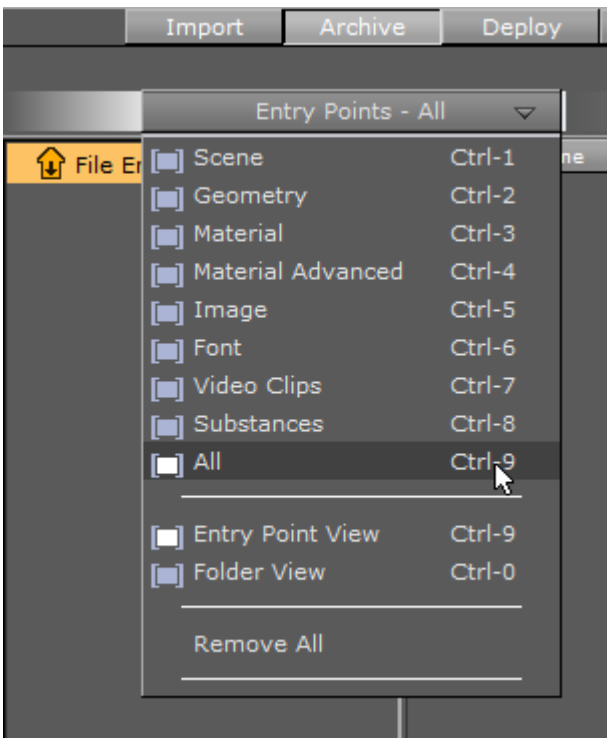 Import Archive Deploy
Entry Points - All
File En
ne
Scene Ctrl-1
Geometry Ctrl-2
Material Ctrl-3
Material Advanced Ctrl-4
Image Ctrl-5
Font Ctrl-6
Video Clips Ctrl-7
Substances Ctrl-8
All Ctrl-9
Entry Point View Ctrl-9
Folder View Ctrl-0
Remove All